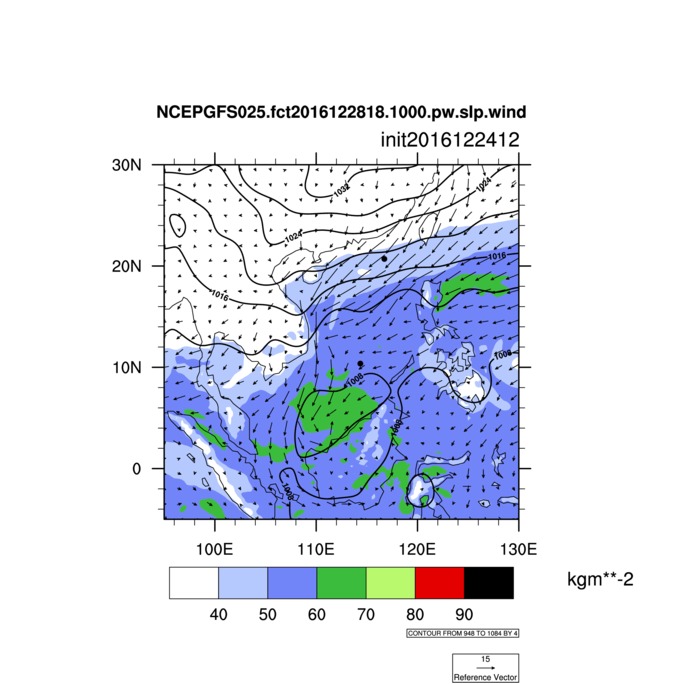 NCEPGFS025.fct2016122818.1000.pw.slp.wind
init2016122412
30N
1032
1024
1024
20N
1016
1016
10N
1008
1008
1008
0
1008
100E 110E 120E 130E
kgm**-2
40 50 60 70 80 90
CONTOUR FROM 948 TO 1084 BY 4
15
Reference Vector